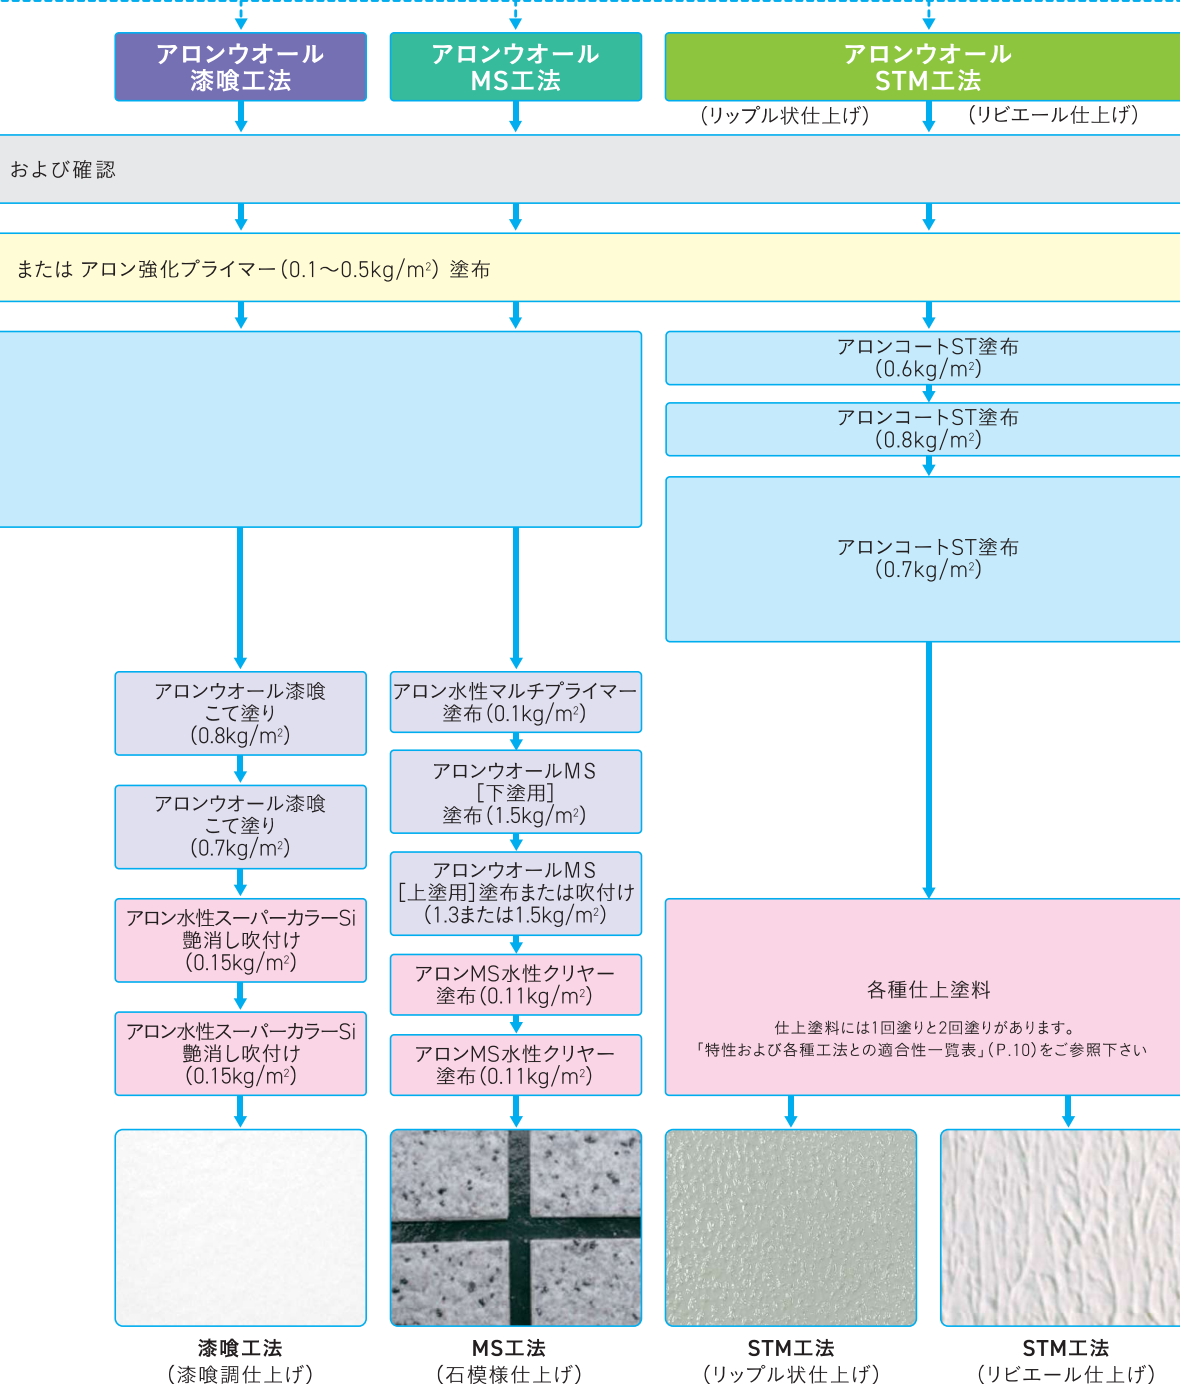 アロンウオール
漆喰工法
アロンウオール
MS工法
アロンウオール
STM工法
(リップル状仕上げ)
(リビエール仕上げ)
および確認
または アロン強化プライマー(0.1〜0.5kg/m²) 塗布
アロンコートST塗布
(0.6kg/m²)
アロンコートST塗布
(0.8kg/m²)
アロンコートST塗布
(0.7kg/m²)
アロンウオール漆喰
こて塗り
(0.8kg/m²)
アロンウオール漆喰
こて塗り
(0.7kg/m²)
アロン水性スーパーカラーSi
艶消し吹付け
(0.15kg/m²)
アロン水性スーパーカラーSi
艶消し吹付け
(0.15kg/m²)
アロン水性マルチプライマー
塗布(0.1kg/m²)
アロンウオールMS
[下塗用]
塗布(1.5kg/m²)
アロンウオールMS
[上塗用]塗布または吹付け
(1.3または1.5kg/m²)
アロンMS水性クリヤー
塗布(0.11kg/m²)
アロンMS水性クリヤー
塗布(0.11kg/m²)
各種仕上塗料
仕上塗料には1回塗りと2回塗りがあります。
「特性および各種工法との適合性一覧表」(P.10)をご参照下さい
漆喰工法
(漆喰調仕上げ)
MS工法
(石模様仕上げ)
STM工法
(リップル状仕上げ)
STM工法
(リビエール仕上げ)